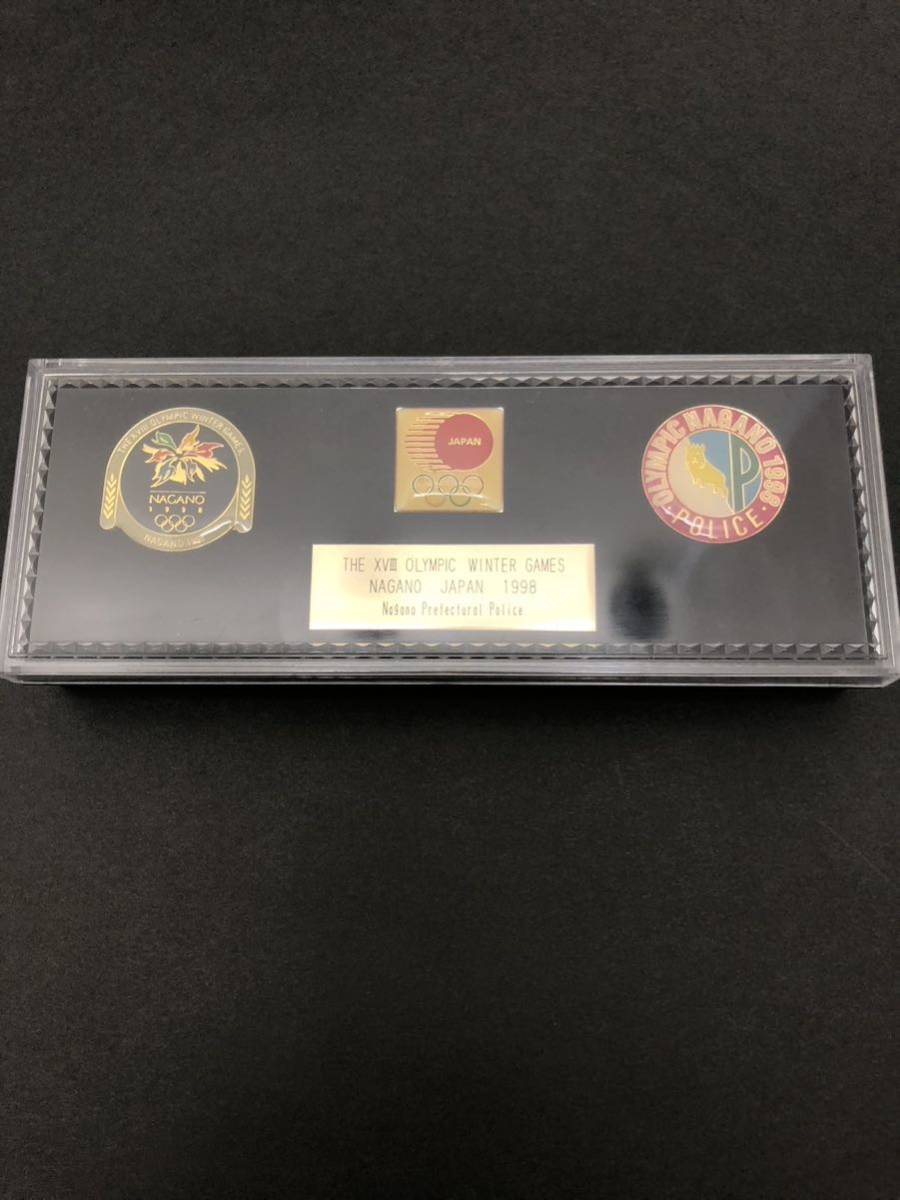 THE XVIII OLYMPIC WINTER GAMES
NAGANO
1998
JAPAN
OLYMPIC NAGANO 1998
POLICE
P
THE XVIII OLYMPIC WINTER GAMES
NAGANO JAPAN 1998
Nagano Prefectural Police